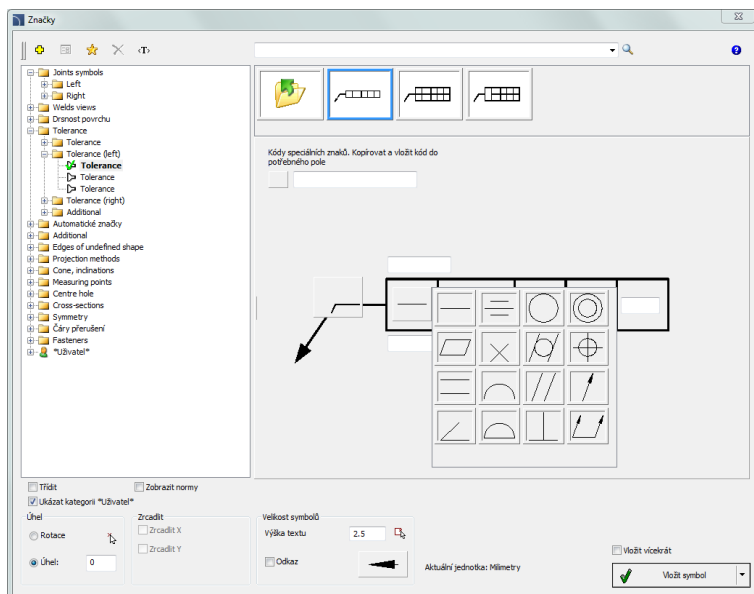 Značky
‹T›
Joints symbols
Left
Right
Welds views
Drsnost povrchu
Tolerance
Tolerance
Tolerance (left)
Tolerance
Tolerance
Tolerance
Tolerance (right)
Additional
Automatické značky
Additional
Edges of undefined shape
Projection methods
Cone, inclinations
Measuring points
Centre hole
Cross-sections
Symmetry
Čáry přerušení
Fasteners
*Uživatel*
Kódy speciálních znaků. Kopírovat a vložit kód do
potřebného pole
Třídit
Zobrazit normy
Ukázat kategorii *Uživatel*
Úhel
Rotace
Úhel:
0
Zrcadlit
Zrcadlit X
Zrcadlit Y
Velikost symbolů
Výška textu
2.5
Odkaz
Aktuální jednotka: Milimetry
Vložit vícekrát
Vložit symbol